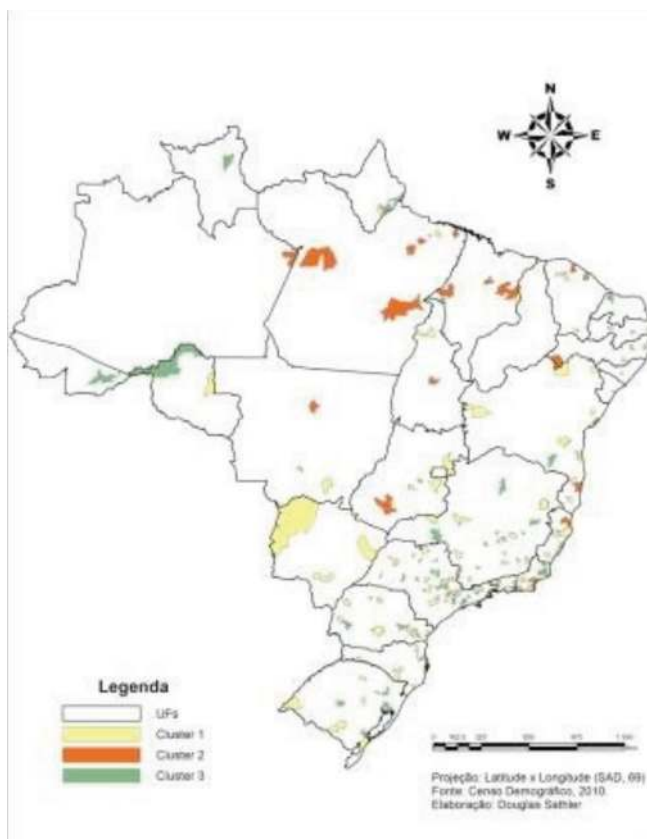 N
W E
S
Legenda
UFs
Cluster 1
Cluster 2
Cluster 3
0
Projeção: Latitude x Longitude (SAD, 69)
Fonte: Censo Demográfico, 2010.
Elaboração: Douglas Sathler